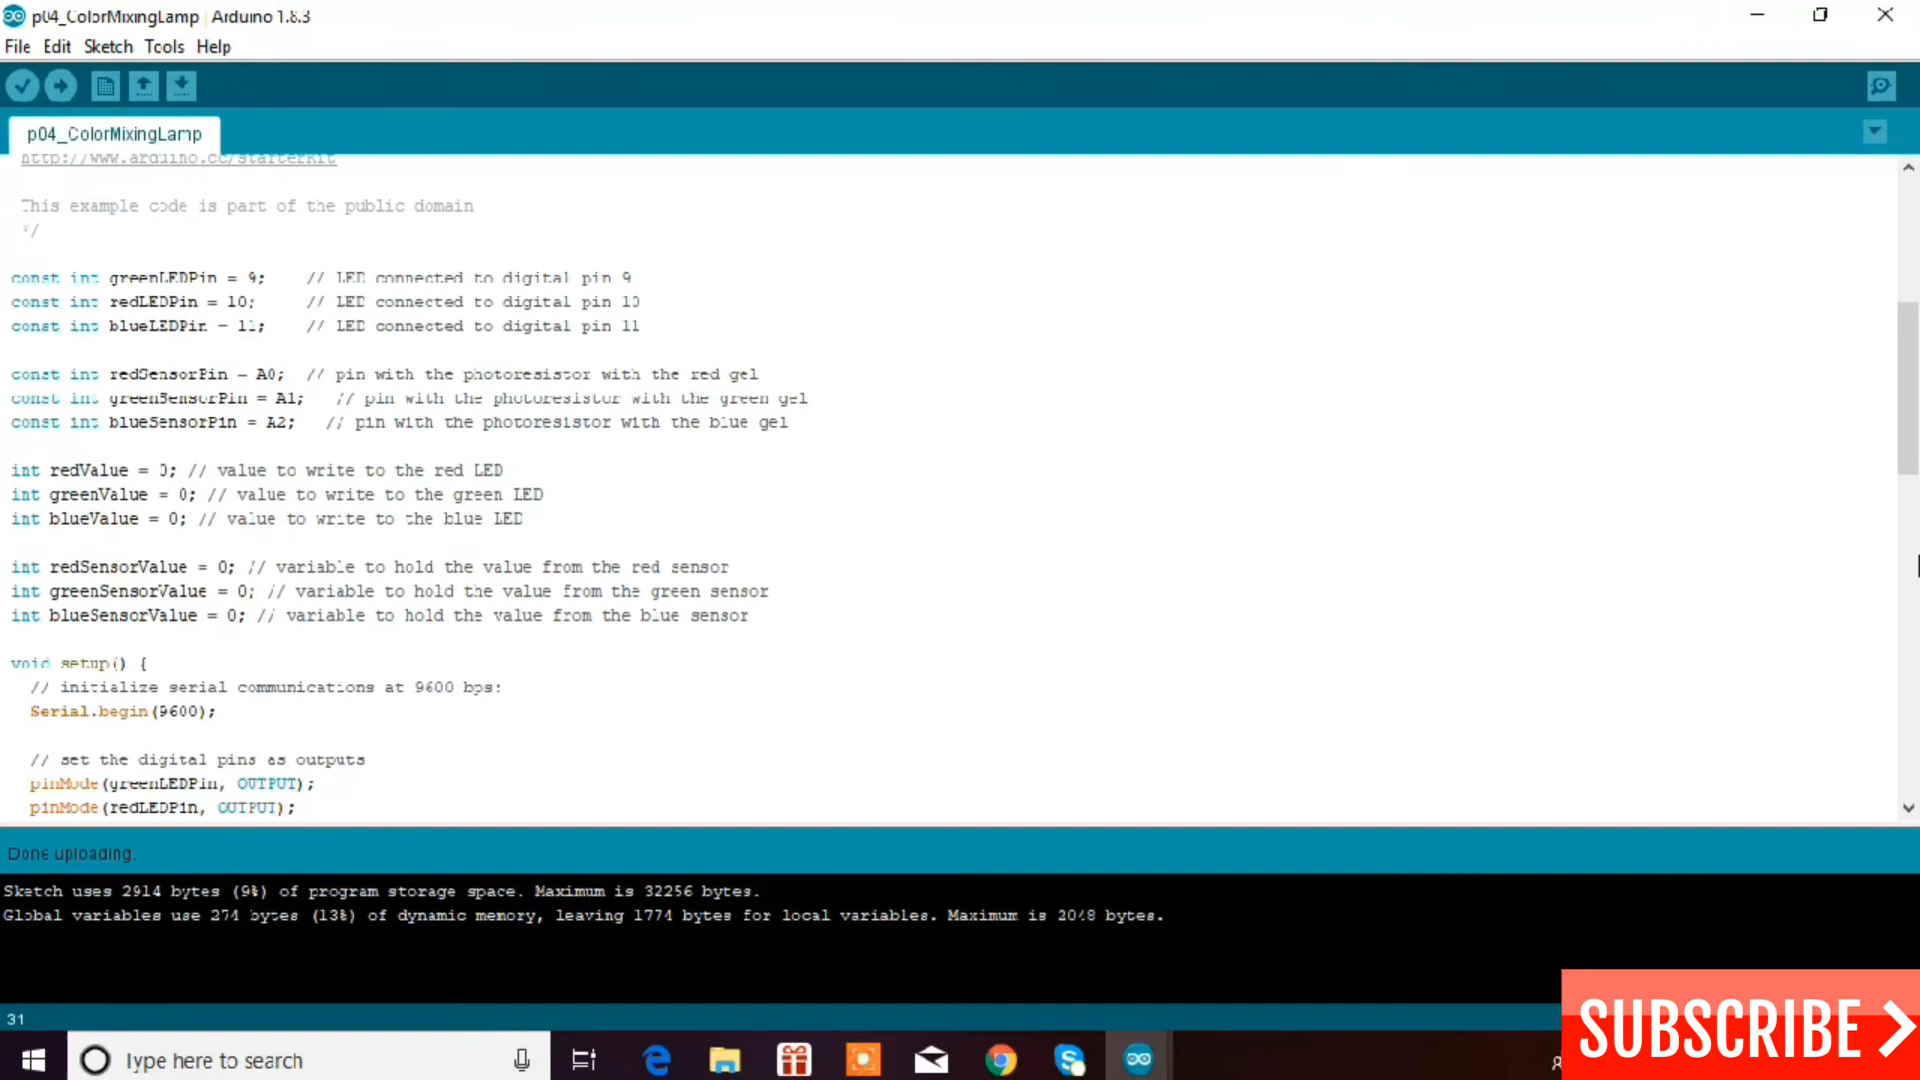 p04_ColorMixingLamp | Arduino 1.8.3
File Edit Sketch Tools Help
p04_ColorMixingLamp
http://www.arduino.cc/starterKit
This example code is part of the public domain
*/
const int greenLEDPin = 9;    // LED connected to digital pin 9
const int redLEDPin = 10;     // LED connected to digital pin 10
const int blueLEDPin = 11;    // LED connected to digital pin 11
const int redSensorPin = A0;  // pin with the photoresistor with the red gel
const int greenSensorPin = A1;   // pin with the photoresistor with the green gel
const int blueSensorPin = A2;   // pin with the photoresistor with the blue gel
int redValue = 0; // value to write to the red LED
int greenValue = 0; // value to write to the green LED
int blueValue = 0; // value to write to the blue LED
int redSensorValue = 0; // variable to hold the value from the red sensor
int greenSensorValue = 0; // variable to hold the value from the green sensor
int blueSensorValue = 0; // variable to hold the value from the blue sensor
void setup() {
// initialize serial communications at 9600 bps:
Serial.begin(9600);
// set the digital pins as outputs
pinMode(greenLEDPin, OUTPUT);
pinMode(redLEDPin, OUTPUT);
Done uploading.
Sketch uses 2914 bytes (9%) of program storage space. Maximum is 32256 bytes.
Global variables use 274 bytes (13%) of dynamic memory, leaving 1774 bytes for local variables. Maximum is 2048 bytes.
31
SUBSCRIBE
Type here to search